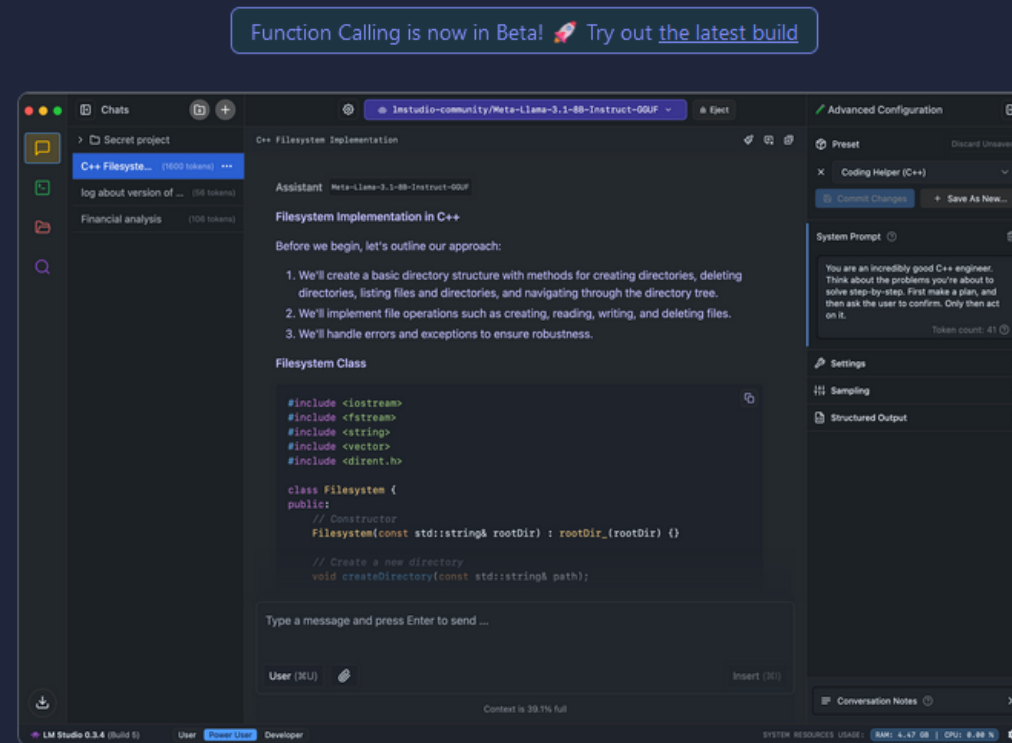 Function Calling is now in Beta! 🚀 Try out the latest build
Chats
lmstudio-community/Meta-Llama-3.1-8B-Instruct-GGUF
Eject
Advanced Configuration
Secret project
C++ Filesyste... (1600 tokens) ...
log about version of ... (56 tokens)
Financial analysis (106 tokens)
C++ Filesystem Implementation
Assistant Meta-Llama-3.1-8B-Instruct-GGUF
Filesystem Implementation in C++
Before we begin, let's outline our approach:
1. We'll create a basic directory structure with methods for creating directories, deleting
directories, listing files and directories, and navigating through the directory tree.
2. We'll implement file operations such as creating, reading, writing, and deleting files.
3. We'll handle errors and exceptions to ensure robustness.
Filesystem Class
#include <iostream>
#include <fstream>
#include <string>
#include <vector>
#include <dirent.h>
class Filesystem {
public:
// Constructor
Filesystem(const std::string& rootDir) : rootDir_(rootDir) {}
// Create a new directory
void createDirectory(const std::string& path);
Type a message and press Enter to send ...
User (⌘U)
Insert (⌘I)
Context is 39.1% full
Preset
Discard Unsave
Coding Helper (C++)
Commit Changes
+ Save As New...
System Prompt
You are an incredibly good C++ engineer.
Think about the problems you're about to
solve step-by-step. First make a plan, and
then ask the user to confirm. Only then act
on it.
Token count: 41
Settings
Sampling
Structured Output
Conversation Notes
LM Studio 0.3.4 (Build 5)
User
Power User
Developer
SYSTEM RESOURCES USAGE: RAM: 4.47 GB | CPU: 0.00 %